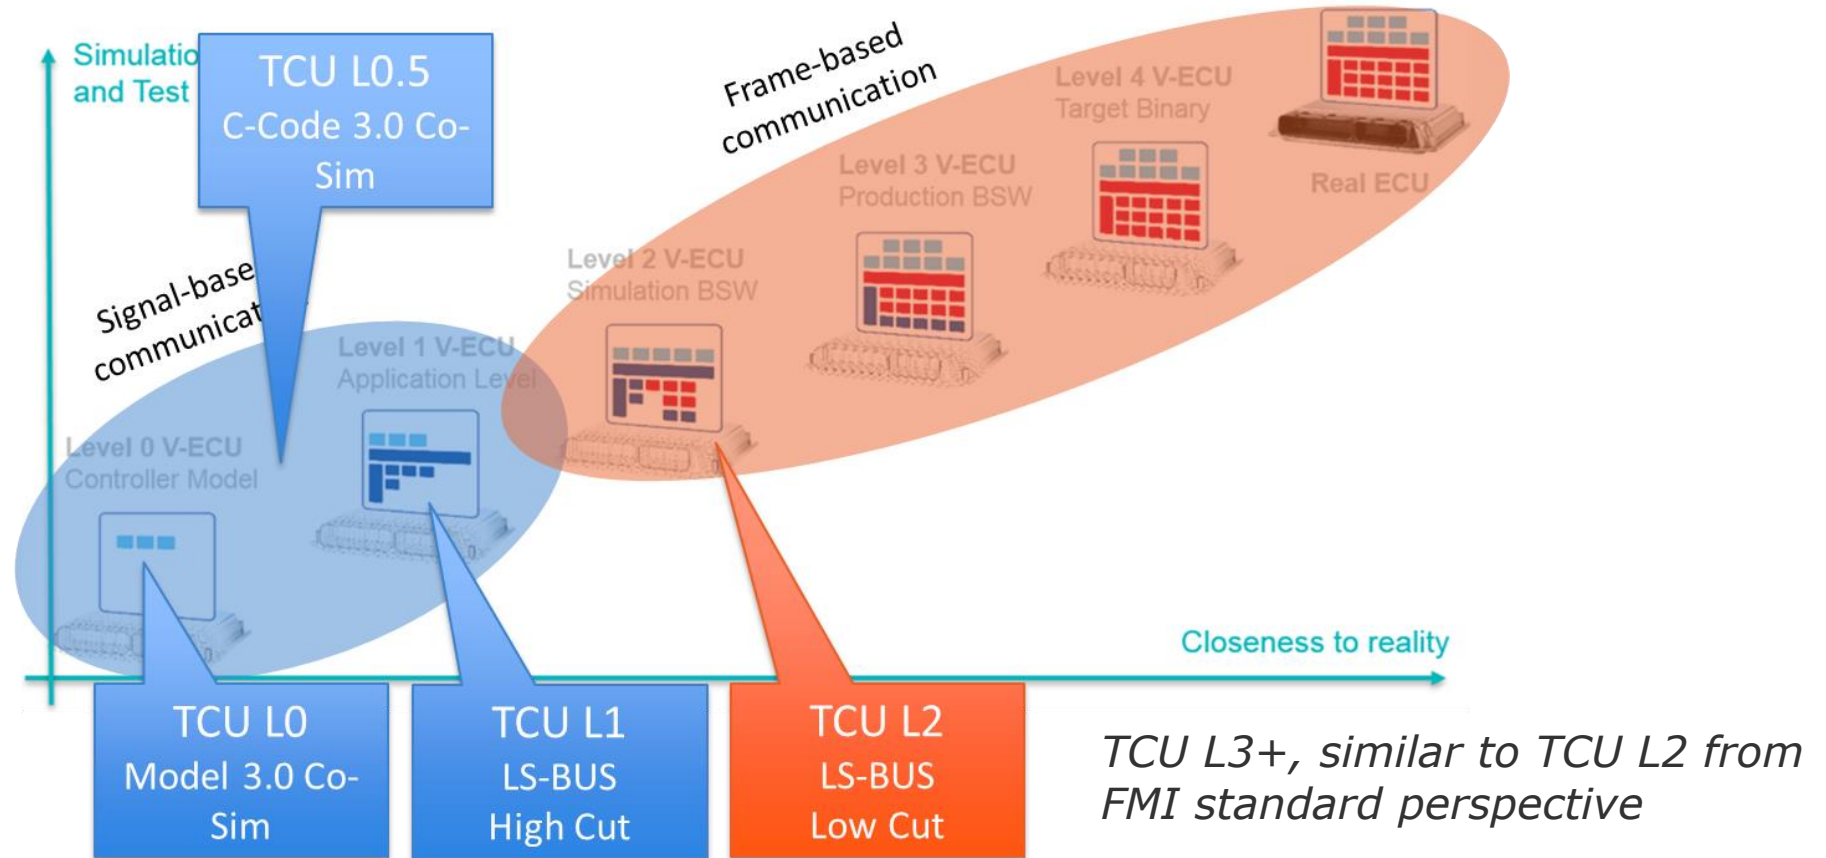 Simulatio
and Test
TCU L0.5
C-Code 3.0 Co-
Sim
Frame-based
communication
Level 4 V-ECU
Target Binary
Real ECU
Level 3 V-ECU
Production BSW
Level 2 V-ECU
Simulation BSW
Signal-base
communicat
Level 1 V-ECU
Application Level
Level 0 V-ECU
Controller Model
Closeness to reality
TCU L0
Model 3.0 Co-
Sim
TCU L1
LS-BUS
High Cut
TCU L2
LS-BUS
Low Cut
TCU L3+, similar to TCU L2 from
FMI standard perspective